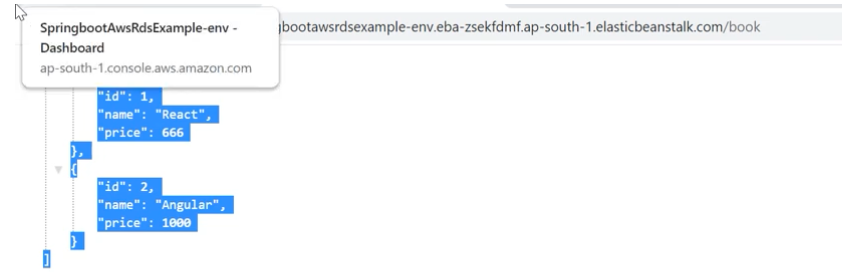 SpringbootAwsRdsExample-env -
Dashboard
ap-south-1.console.aws.amazon.com
gbootawsrdsexample-env.eba-zsekfdmf.ap-south-1.elasticbeanstalk.com/book
"id": 1,
"name": "React",
"price": 666
},
{
"id": 2,
"name": "Angular",
"price": 1000
}
]